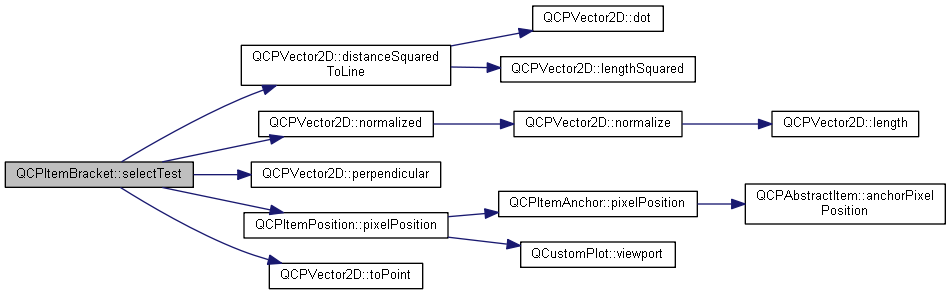 QCPItemBracket::selectTest
QCPVector2D::distanceSquared
ToLine
QCPVector2D::dot
QCPVector2D::lengthSquared
QCPVector2D::normalized
QCPVector2D::normalize
QCPVector2D::length
QCPVector2D::perpendicular
QCPItemPosition::pixelPosition
QCPItemAnchor::pixelPosition
QCPAbstractItem::anchorPixel
Position
QCustomPlot::viewport
QCPVector2D::toPoint